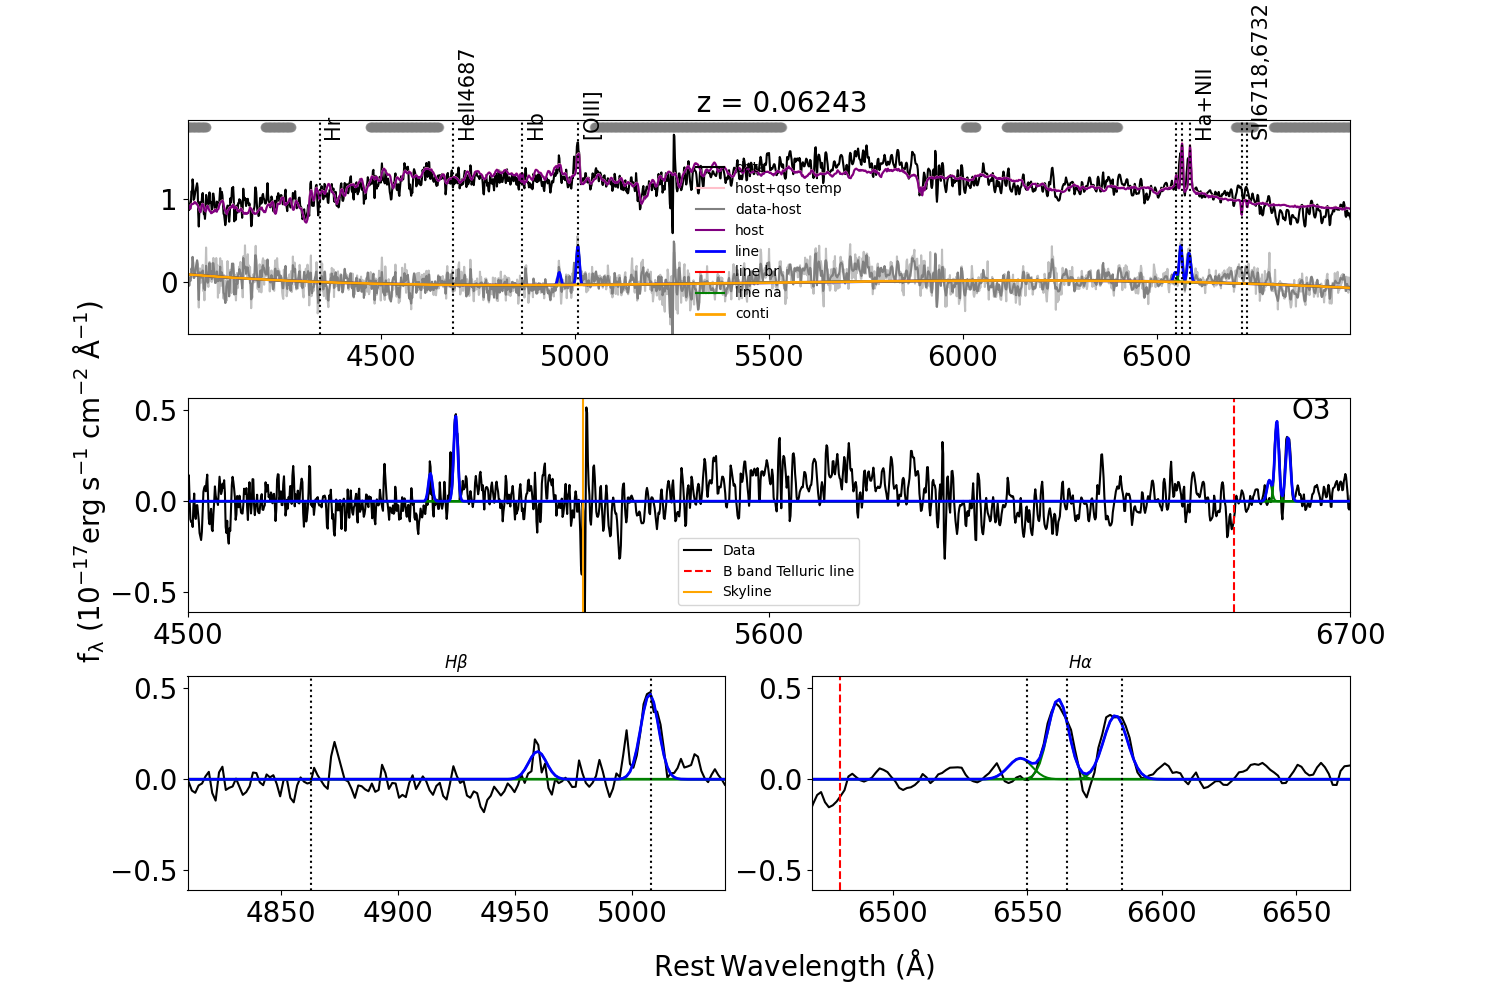 z = 0.06243
Hr
HeII4687
Hb
[OIII]
Ha+NII
SII6718,6732
1
0
host+qso temp
data-host
host
line
line br
line na
conti
4500 5000 5500 6000 6500
f_λ (10^−17 erg s^−1 cm^−2 Å^−1)
O3
0.5
0.0
−0.5
Data
B band Telluric line
Skyline
4500 5600 6700
Hβ
0.5
0.0
−0.5
4850 4900 4950 5000
Hα
0.5
0.0
−0.5
6500 6550 6600 6650
Rest Wavelength (Å)